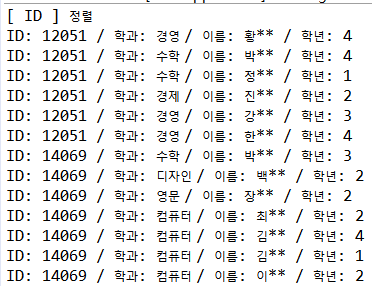 [ ID ] 정렬
ID: 12051 / 학과: 경영 / 이름: 황** / 학년: 4
ID: 12051 / 학과: 수학 / 이름: 박** / 학년: 4
ID: 12051 / 학과: 수학 / 이름: 정** / 학년: 1
ID: 12051 / 학과: 경제 / 이름: 진** / 학년: 2
ID: 12051 / 학과: 경영 / 이름: 강** / 학년: 3
ID: 12051 / 학과: 경영 / 이름: 한** / 학년: 4
ID: 14069 / 학과: 수학 / 이름: 박** / 학년: 3
ID: 14069 / 학과: 디자인 / 이름: 백** / 학년: 2
ID: 14069 / 학과: 영문 / 이름: 장** / 학년: 2
ID: 14069 / 학과: 컴퓨터 / 이름: 최** / 학년: 2
ID: 14069 / 학과: 컴퓨터 / 이름: 김** / 학년: 4
ID: 14069 / 학과: 컴퓨터 / 이름: 김** / 학년: 1
ID: 14069 / 학과: 컴퓨터 / 이름: 이** / 학년: 2